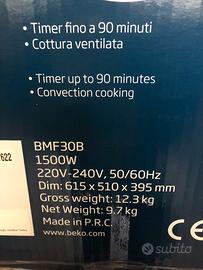 • Timer fino a 90 minuti
• Cottura ventilata
• Timer up to 90 minutes
• Convection cooking
7622
BMF30B
1500W
220V-240V, 50/60Hz
Dim: 615 x 510 x 395 mm
Gross weight: 12.3 kg
Net Weight: 9.7 kg
Made in P.R.C.
www.beko.com
CE
subito